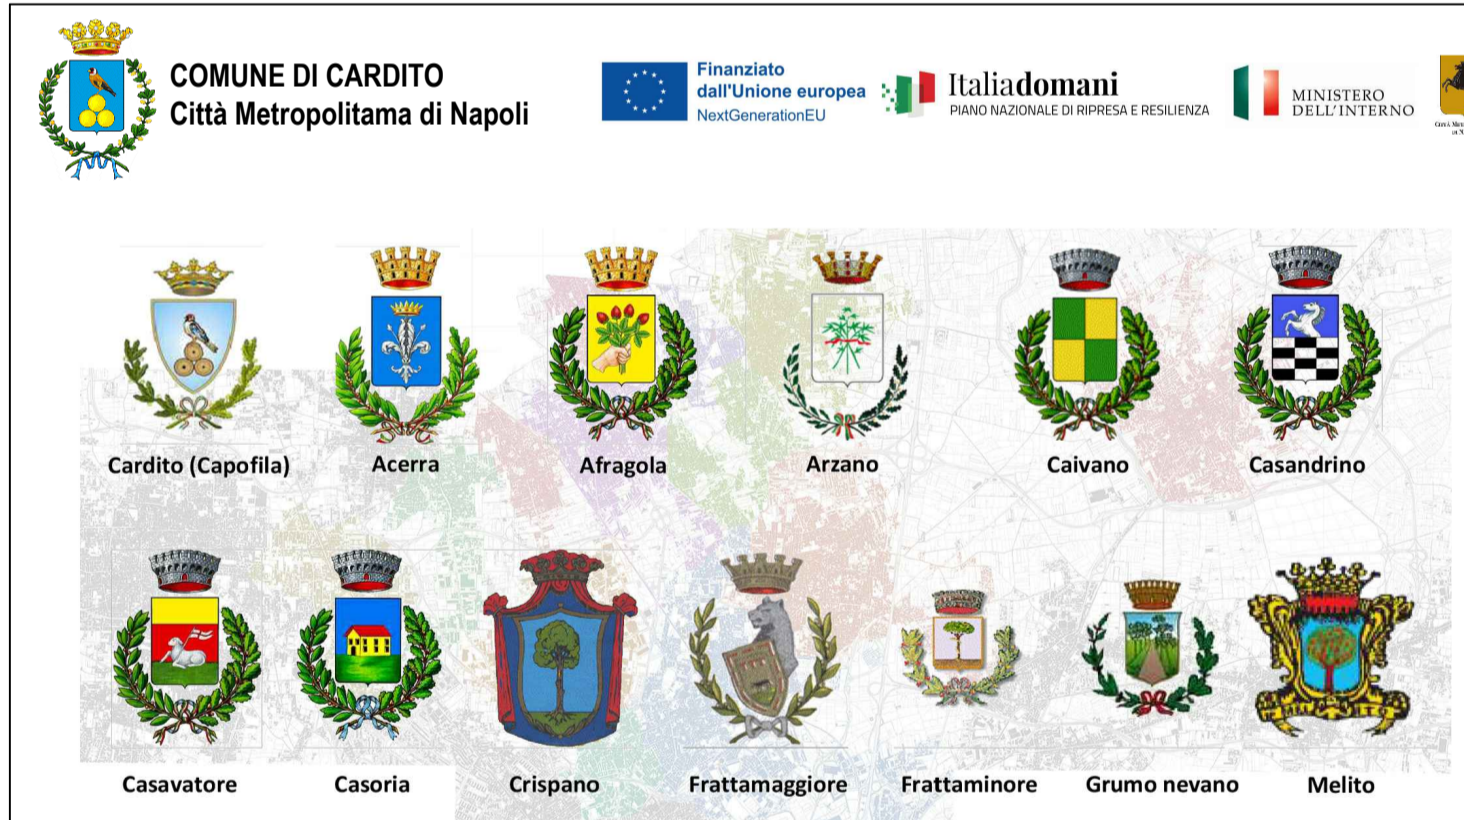 COMUNE DI CARDITO
Città Metropolitama di Napoli
Finanziato
dall'Unione europea
NextGenerationEU
Italiadomani
PIANO NAZIONALE DI RIPRESA E RESILIENZA
MINISTERO
DELL'INTERNO
Cardito (Capofila)
Acerra
Afragola
Arzano
Caivano
Casandrino
Casavatore
Casoria
Crispano
Frattamaggiore
Frattaminore
Grumo nevano
Melito